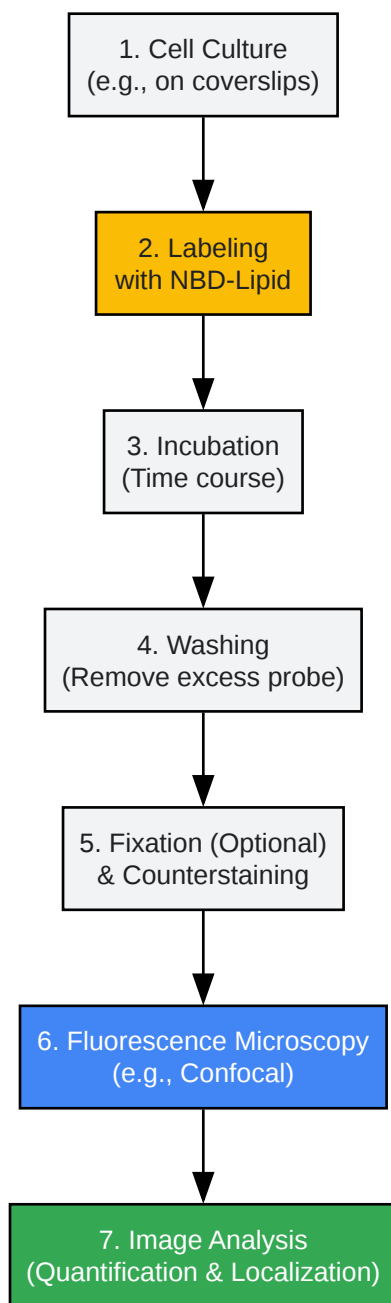 1. Cell Culture
(e.g., on coverslips)
2. Labeling
with NBD-Lipid
3. Incubation
(Time course)
4. Washing
(Remove excess probe)
5. Fixation (Optional)
& Counterstaining
6. Fluorescence Microscopy
(e.g., Confocal)
7. Image Analysis
(Quantification & Localization)